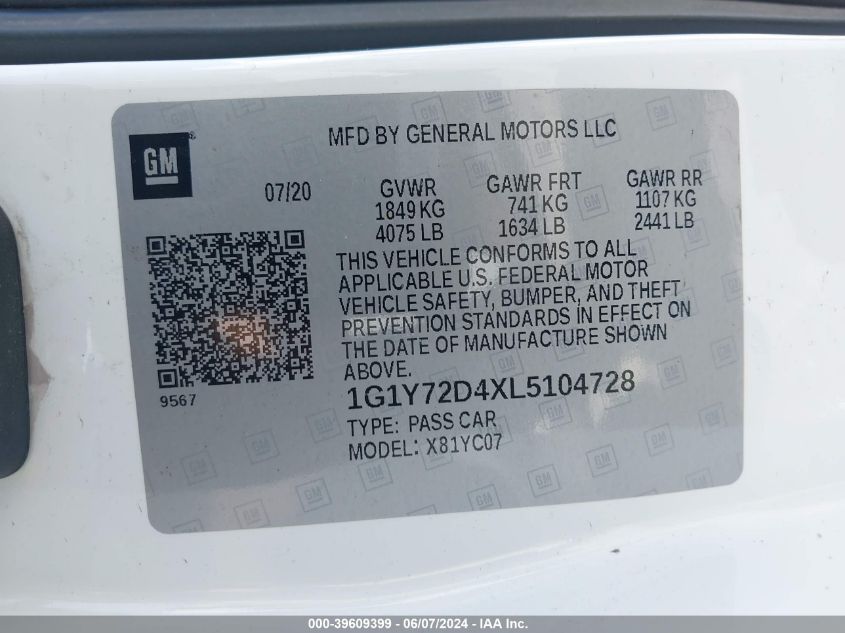 MFD BY GENERAL MOTORS LLC
GM
07/20
GVWR GAWR FRT GAWR RR
1849 KG 741 KG 1107 KG
4075 LB 1634 LB 2441 LB
THIS VEHICLE CONFORMS TO ALL
APPLICABLE U.S. FEDERAL MOTOR
VEHICLE SAFETY, BUMPER, AND THEFT
PREVENTION STANDARDS IN EFFECT ON
THE DATE OF MANUFACTURE SHOWN
ABOVE.
9567
1G1Y72D4XL5104728
TYPE: PASS CAR
MODEL: X81YC07
000-39609399 - 06/07/2024 - IAA Inc.